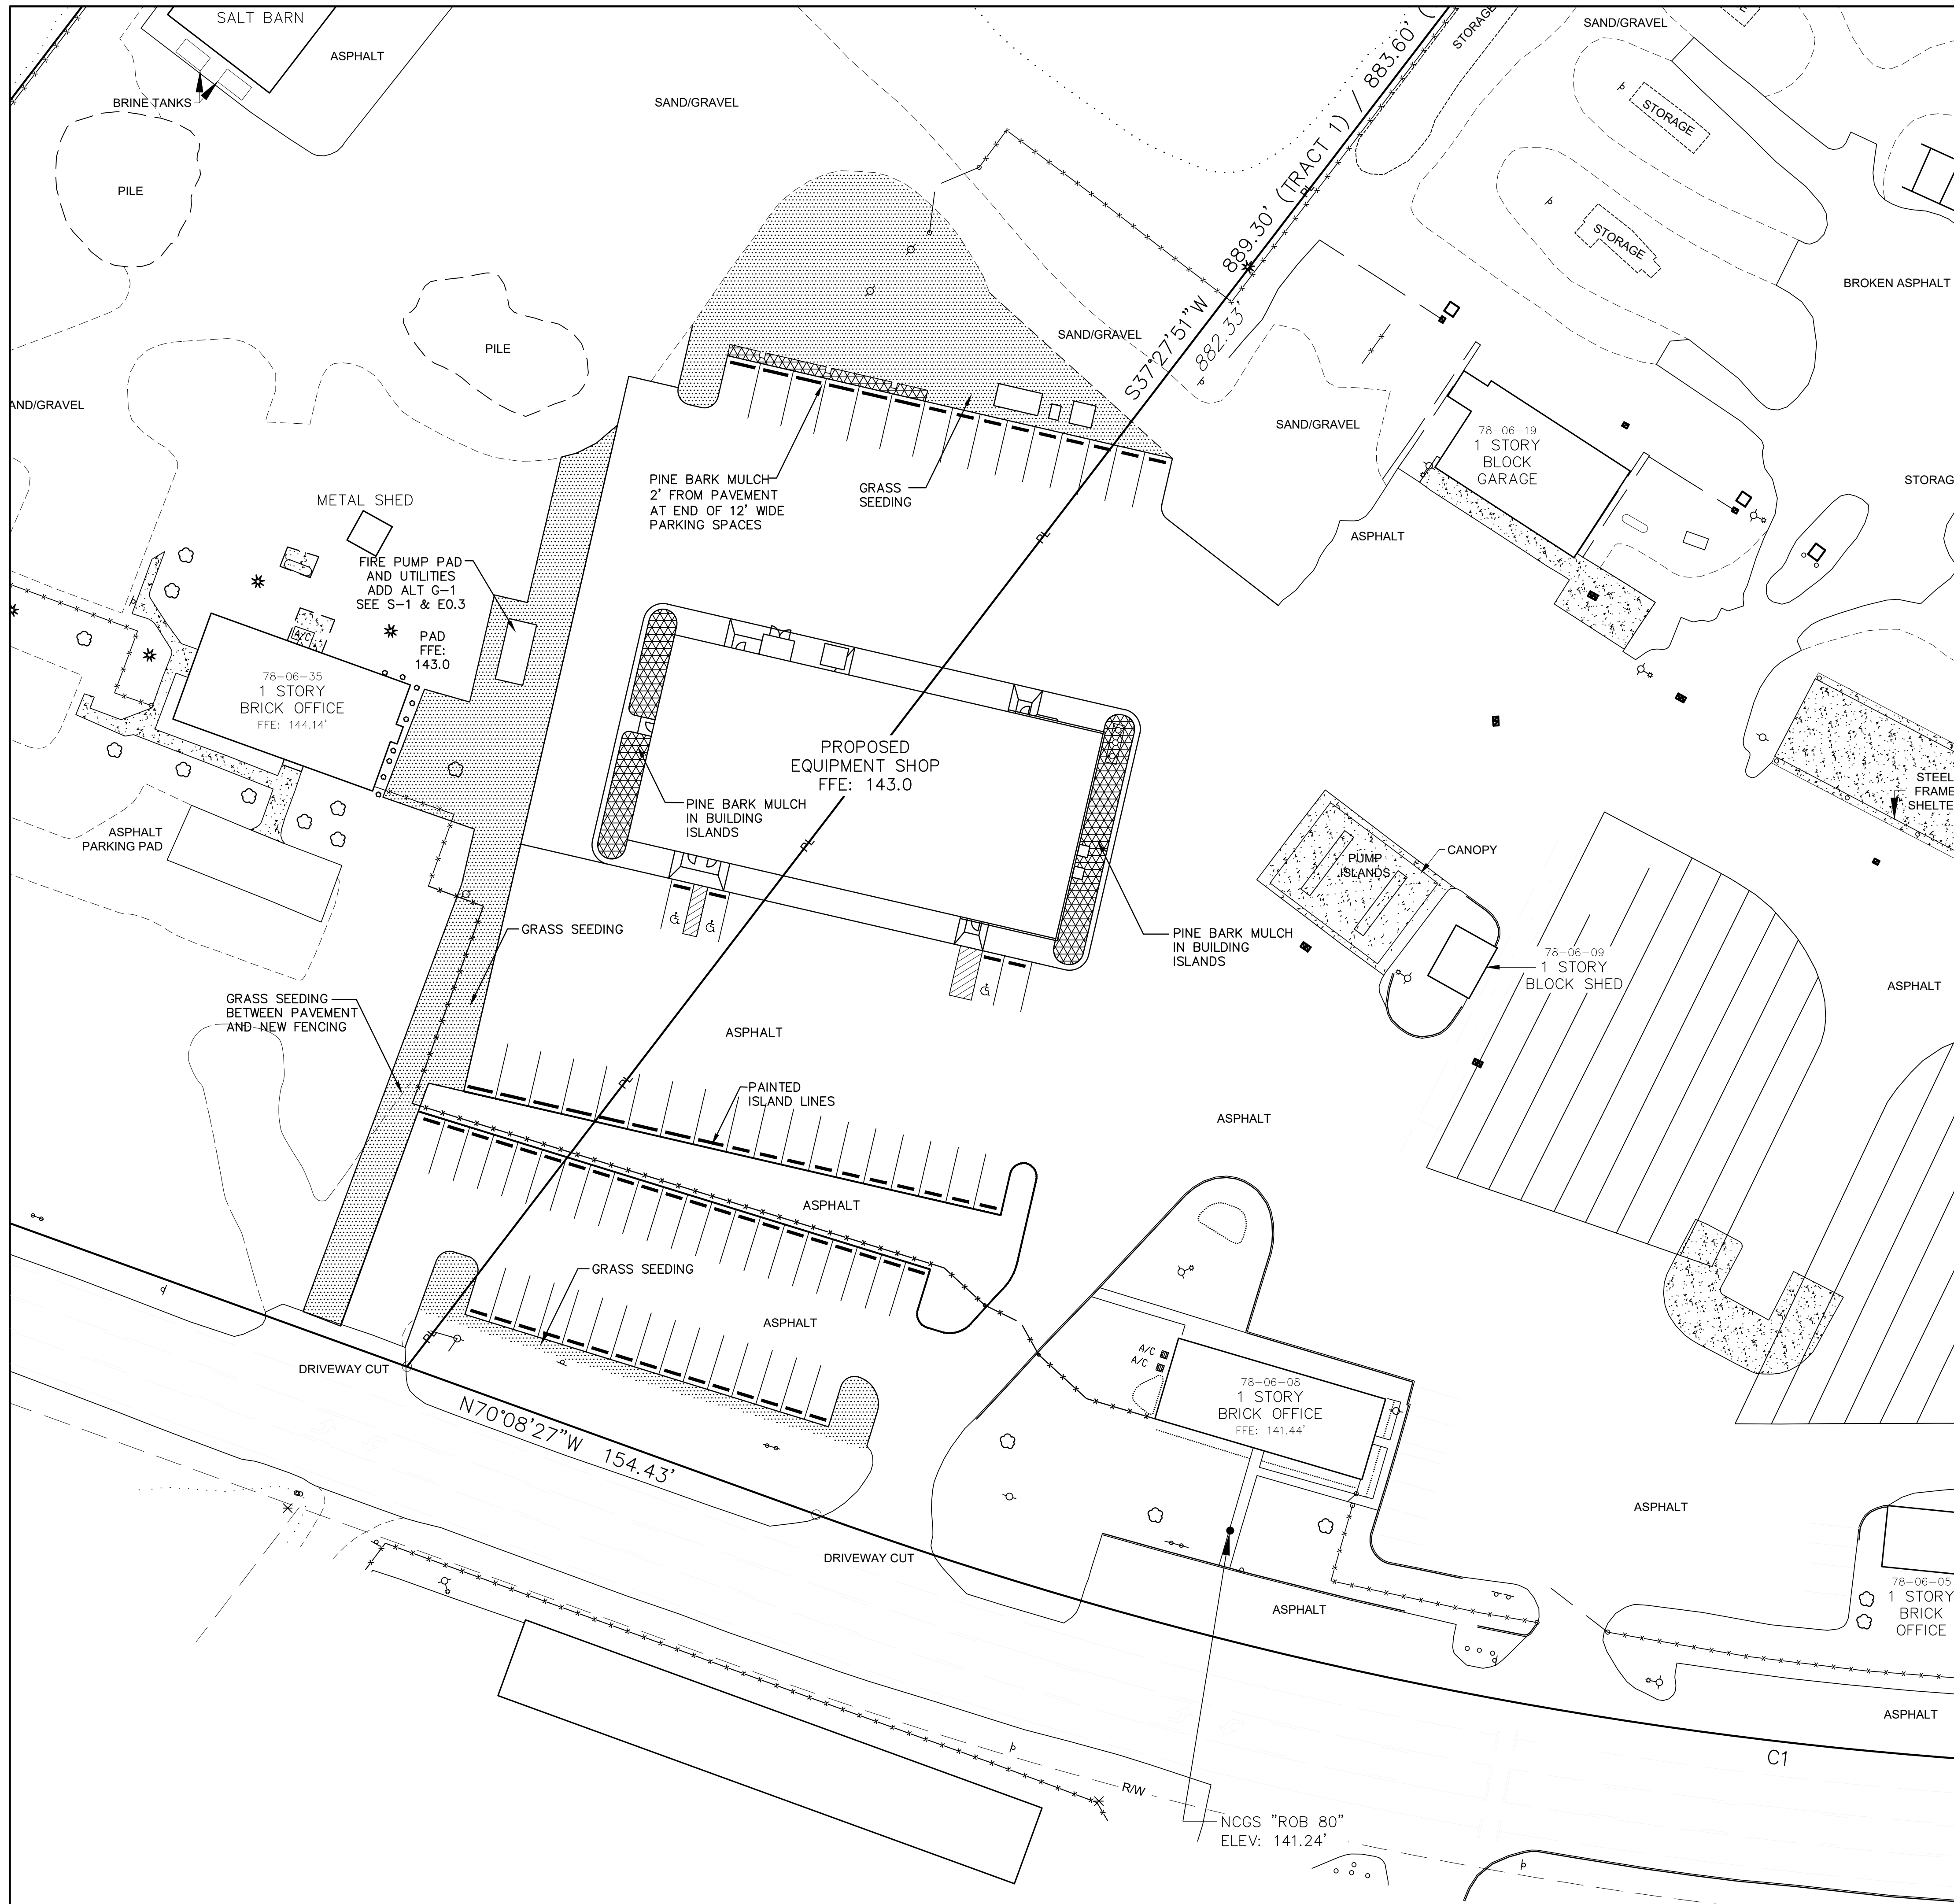 SALT BARN
ASPHALT
BRINE TANKS
SAND/GRAVEL
STORAGE
SAND/GRAVEL
STORAGE
STORAGE
BROKEN ASPHALT
PILE
PILE
S37°27'51"W 889.30' (TRACT 1) / 883.60' (
882.33'
PL
SAND/GRAVEL
SAND/GRAVEL
AND/GRAVEL
78-06-19
1 STORY
BLOCK
GARAGE
STORAG
ASPHALT
METAL SHED
PINE BARK MULCH
2' FROM PAVEMENT
AT END OF 12' WIDE
PARKING SPACES
GRASS
SEEDING
PL
FIRE PUMP PAD
AND UTILITIES
ADD ALT G-1
SEE S-1 & E0.3
PAD
FFE:
143.0
A/C
78-06-35
1 STORY
BRICK OFFICE
FFE: 144.14'
PROPOSED
EQUIPMENT SHOP
FFE: 143.0
PL
PINE BARK MULCH
IN BUILDING
ISLANDS
ASPHALT
PARKING PAD
STEEL
FRAME
SHELTE
CANOPY
PUMP
ISLANDS
GRASS SEEDING
PINE BARK MULCH
IN BUILDING
ISLANDS
78-06-09
1 STORY
BLOCK SHED
ASPHALT
GRASS SEEDING
BETWEEN PAVEMENT
AND NEW FENCING
ASPHALT
PL
PAINTED
ISLAND LINES
ASPHALT
ASPHALT
GRASS SEEDING
ASPHALT
PL
DRIVEWAY CUT
N70°08'27"W 154.43'
A/C
A/C
78-06-08
1 STORY
BRICK OFFICE
FFE: 141.44'
ASPHALT
DRIVEWAY CUT
ASPHALT
78-06-05
1 STORY
BRICK
OFFICE
ASPHALT
C1
R/W
NCGS "ROB 80"
ELEV: 141.24'